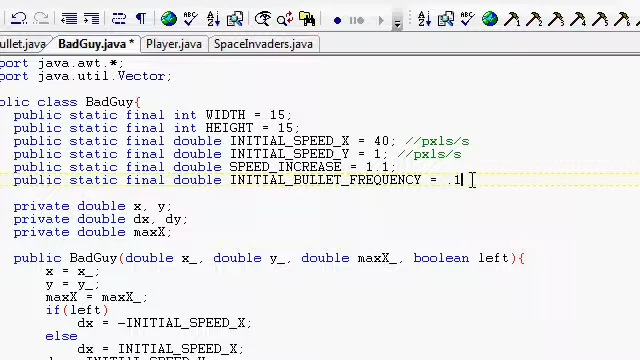 ullet.java BadGuy.java * Player.java SpaceInvaders.java
port java.awt.*;
port java.util.Vector;
blic class BadGuy{
public static final int WIDTH = 15;
public static final int HEIGHT = 15;
public static final double INITIAL_SPEED_X = 40; //pxls/s
public static final double INITIAL_SPEED_Y = 1; //pxls/s
public static final double SPEED_INCREASE = 1.1;
public static final double INITIAL_BULLET_FREQUENCY = .1
private double x, y;
private double dx, dy;
private double maxX;
public BadGuy(double x_, double y_, double maxX_, boolean left){
x = x_;
y = y_;
maxX = maxX_;
if(left)
dx = -INITIAL_SPEED_X;
else
dx = INITIAL_SPEED_X;